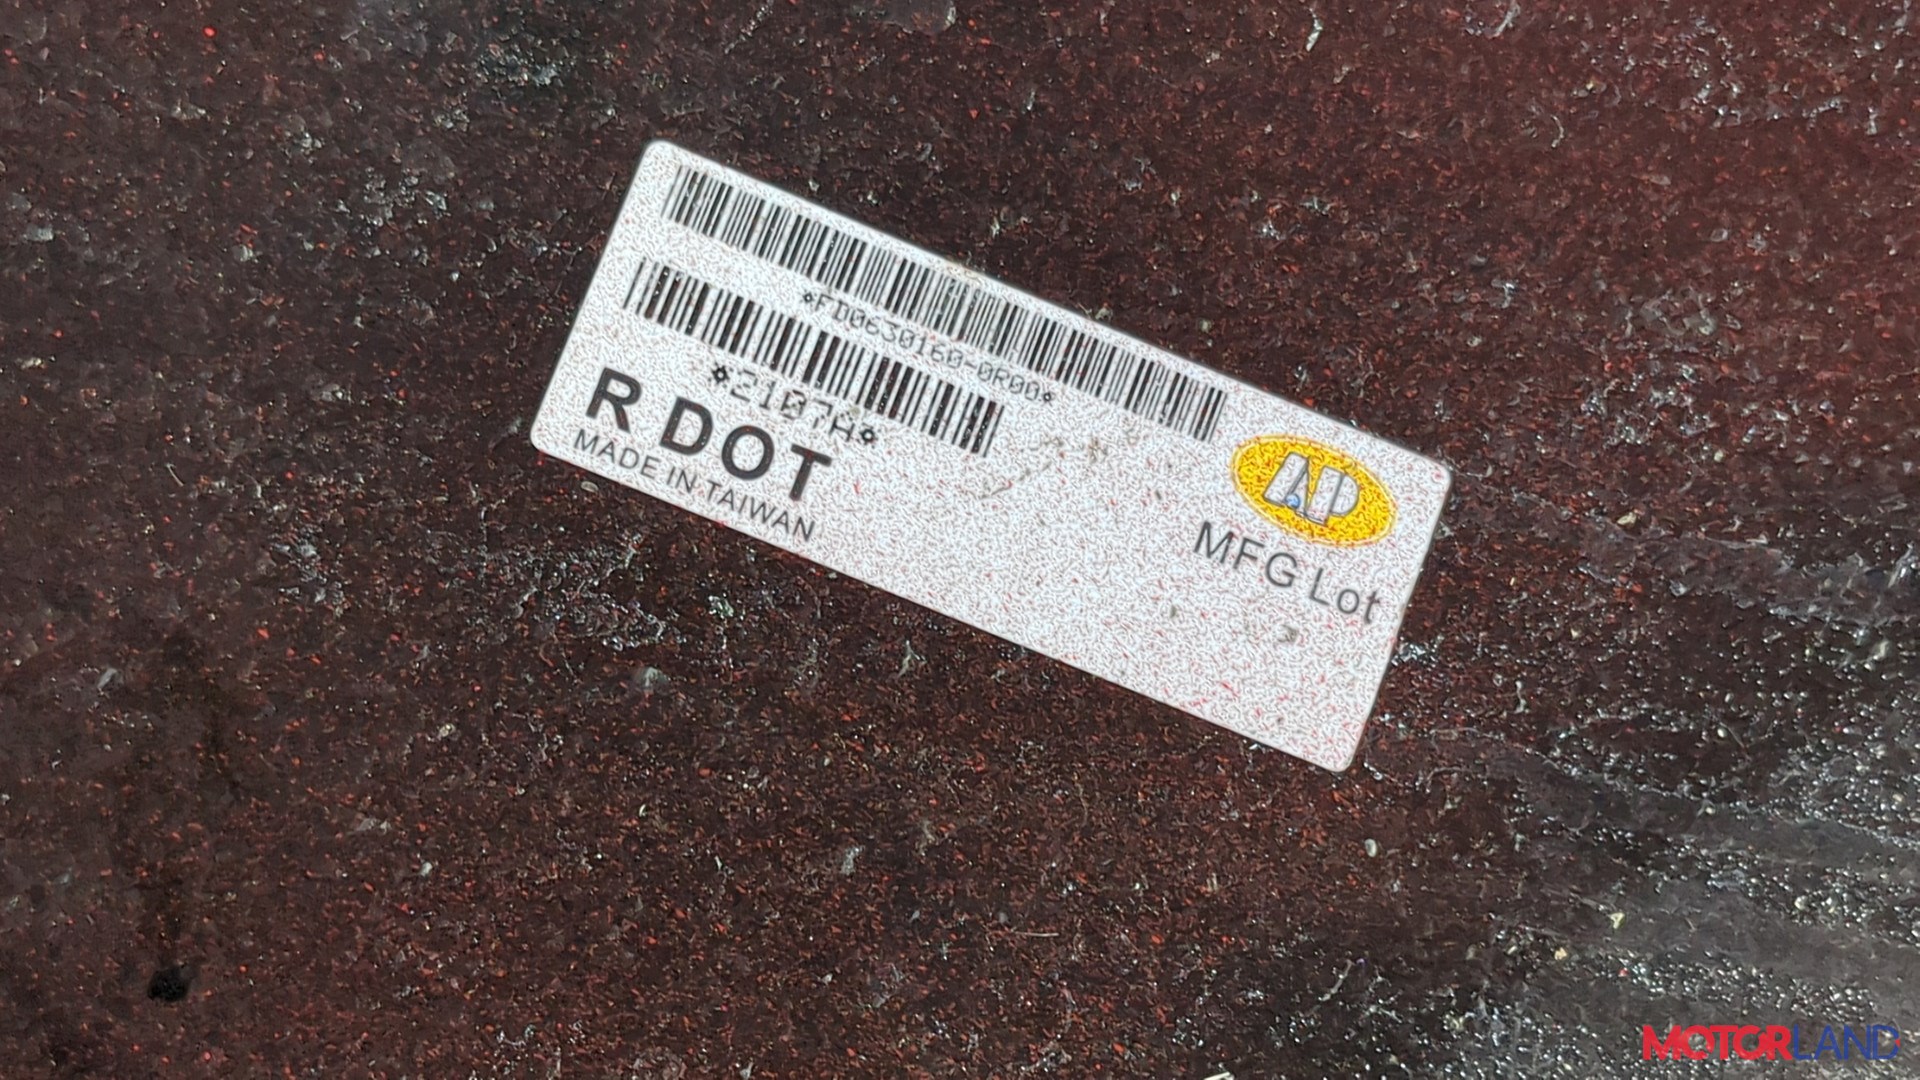 *FD0630160-0R00*
*2107A*
R DOT
MADE IN TAIWAN
AP
MFG Lot
MOTORLAND